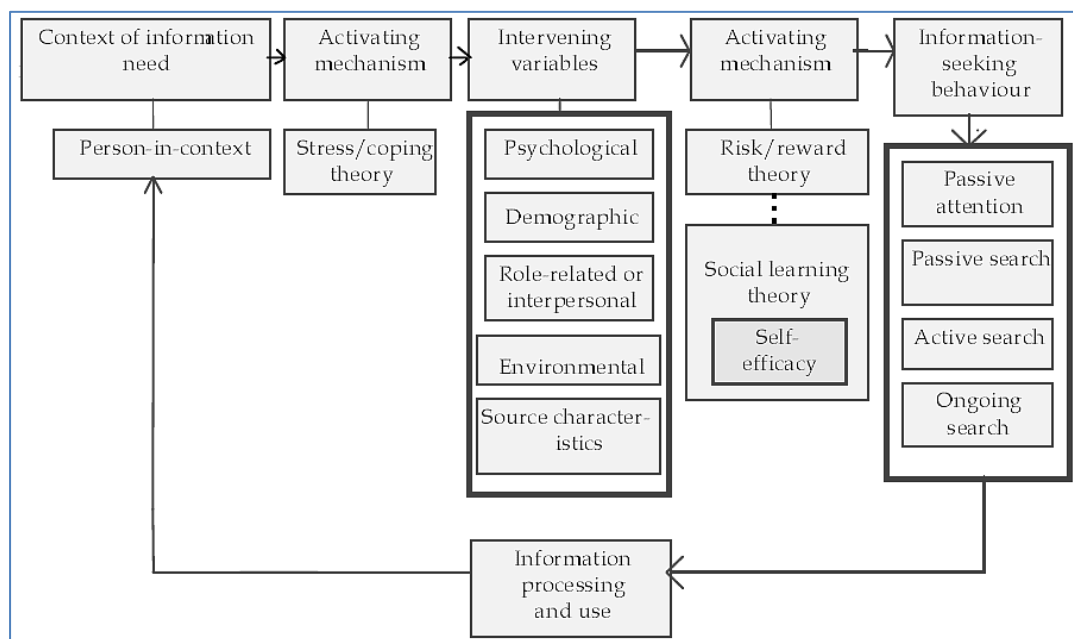 Context of information
need
Activating
mechanism
Intervening
variables
Activating
mechanism
Information-
seeking
behaviour
Person-in-context
Stress/coping
theory
Psychological
Demographic
Role-related or
interpersonal
Environmental
Source character-
istics
Risk/reward
theory
Social learning
theory
Self-
efficacy
Passive
attention
Passive search
Active search
Ongoing
search
Information
processing
and use